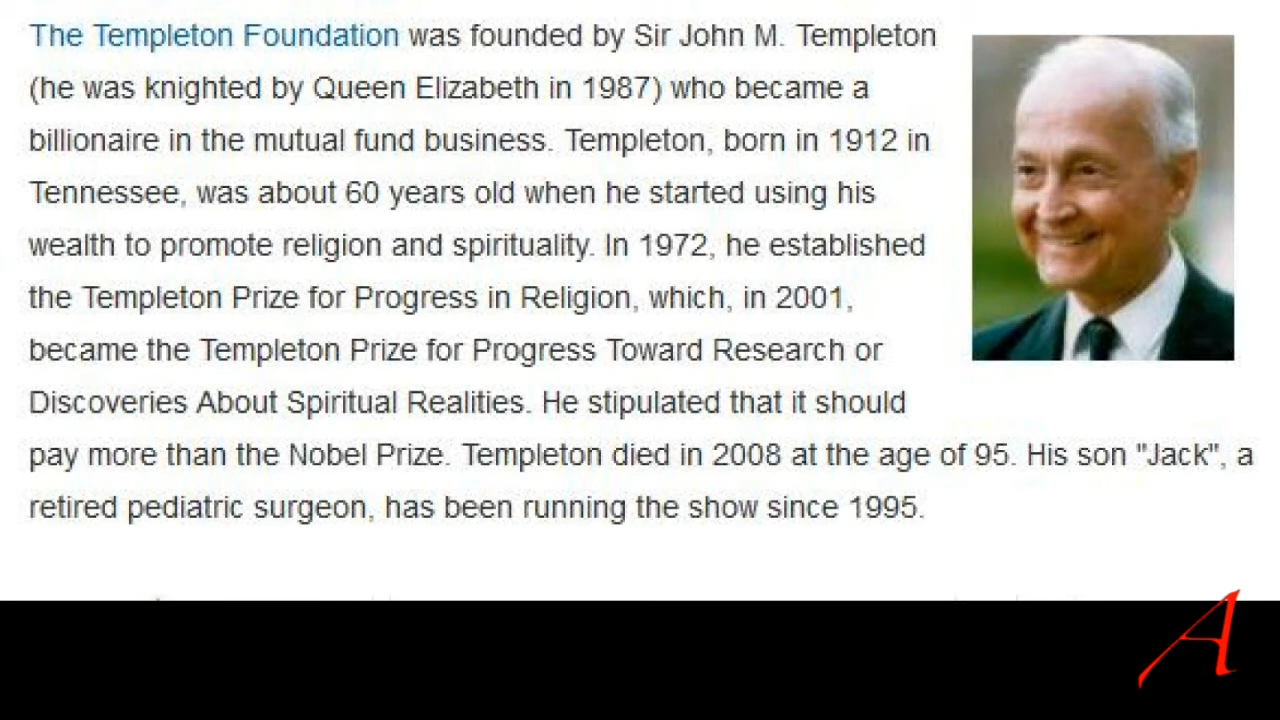 The Templeton Foundation was founded by Sir John M. Templeton
(he was knighted by Queen Elizabeth in 1987) who became a
billionaire in the mutual fund business. Templeton, born in 1912 in
Tennessee, was about 60 years old when he started using his
wealth to promote religion and spirituality. In 1972, he established
the Templeton Prize for Progress in Religion, which, in 2001,
became the Templeton Prize for Progress Toward Research or
Discoveries About Spiritual Realities. He stipulated that it should
pay more than the Nobel Prize. Templeton died in 2008 at the age of 95. His son "Jack", a
retired pediatric surgeon, has been running the show since 1995.
A